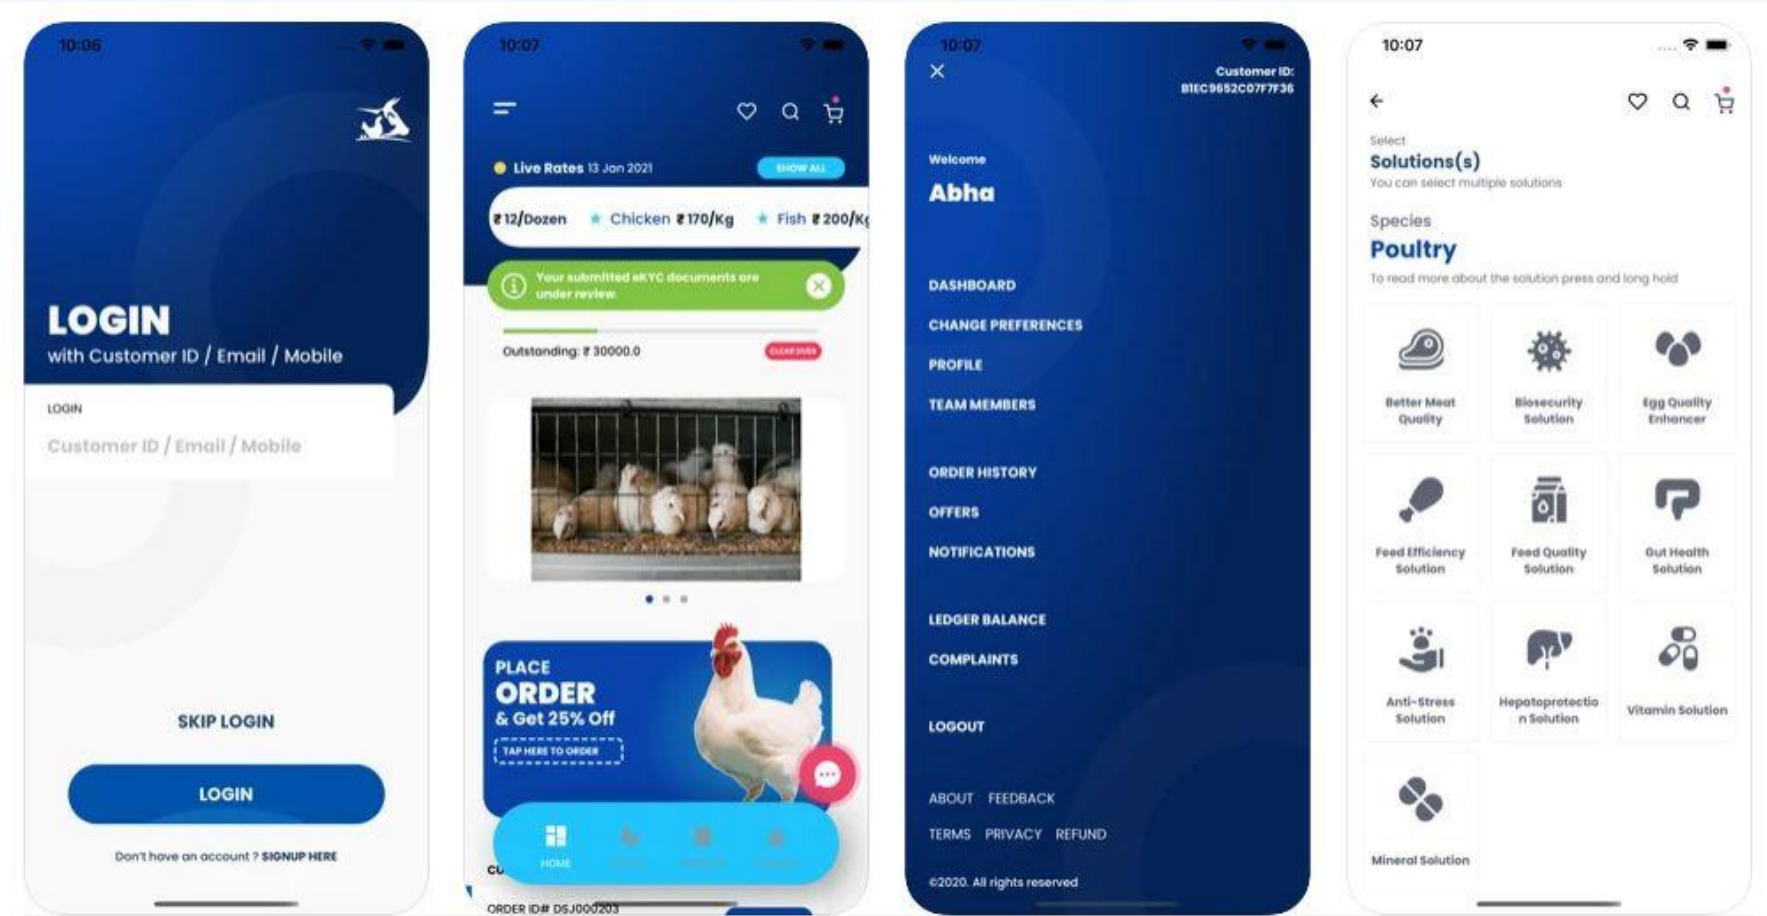 10:06
LOGIN
with Customer ID / Email / Mobile
LOGIN
Customer ID / Email / Mobile
SKIP LOGIN
LOGIN
Don't have an account ? SIGNUP HERE
10:07
Live Rates 13 Jan 2021
SHOW ALL
₹12/Dozen ★ Chicken ₹170/Kg ★ Fish ₹200/Kg
Your submitted eKYC documents are
under review.
Outstanding: ₹ 30000.0
CLEAR DUES
PLACE
ORDER
& Get 25% Off
TAP HERE TO ORDER
HOME
CU
ORDER ID# DSJ000203
10:07
Customer ID:
B1EC9652C07F7F36
Welcome
Abha
DASHBOARD
CHANGE PREFERENCES
PROFILE
TEAM MEMBERS
ORDER HISTORY
OFFERS
NOTIFICATIONS
LEDGER BALANCE
COMPLAINTS
LOGOUT
ABOUT FEEDBACK
TERMS PRIVACY REFUND
©2020. All rights reserved
10:07
Select
Solutions(s)
You can select multiple solutions
Species
Poultry
To read more about the solution press and long hold
Better Meat
Quality
Biosecurity
Solution
Egg Quality
Enhancer
Feed Efficiency
Solution
Feed Quality
Solution
Gut Health
Solution
Anti-Stress
Solution
Hepatoprotectio
n Solution
Vitamin Solution
Mineral Solution